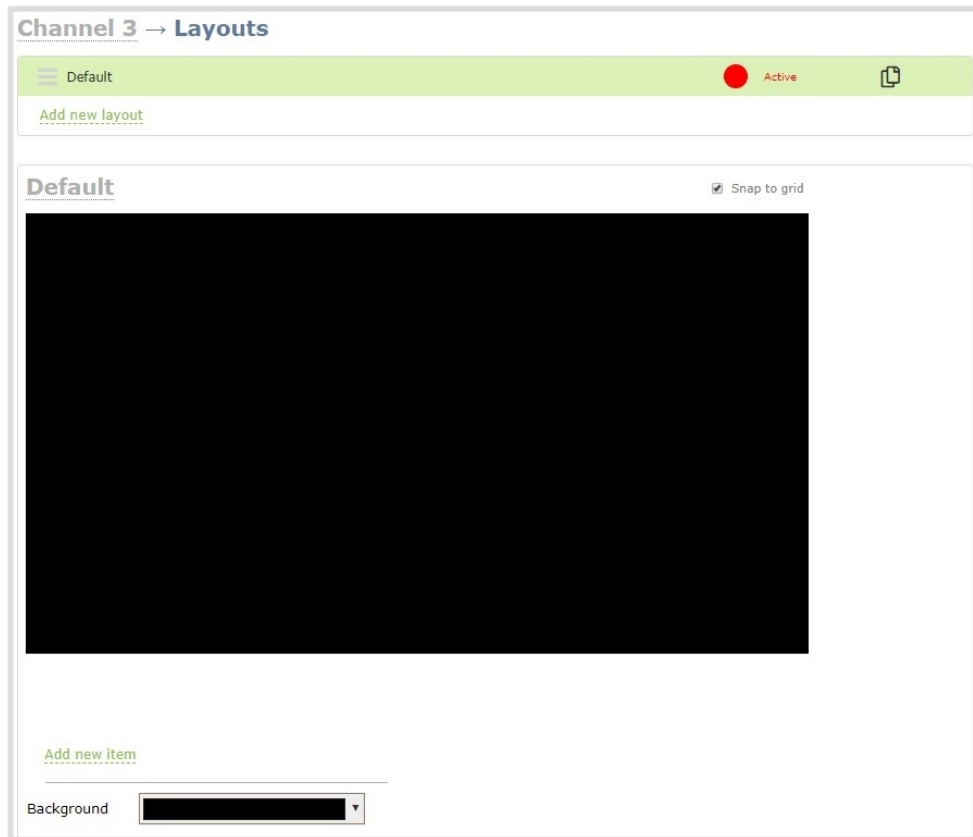 Channel 3 → Layouts
Default Active
Add new layout
Default Snap to grid
Add new item
Background